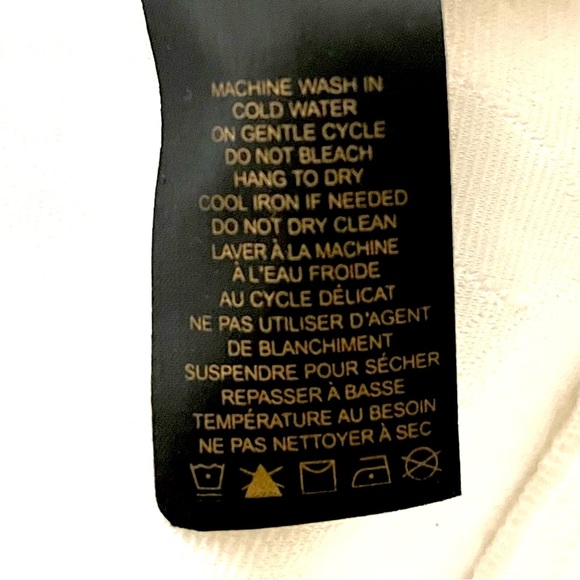 MACHINE WASH IN
COLD WATER
ON GENTLE CYCLE
DO NOT BLEACH
HANG TO DRY
COOL IRON IF NEEDED
DO NOT DRY CLEAN
LAVER À LA MACHINE
À L'EAU FROIDE
AU CYCLE DÉLICAT
NE PAS UTILISER D'AGENT
DE BLANCHIMENT
SUSPENDRE POUR SÉCHER
REPASSER À BASSE
TEMPÉRATURE AU BESOIN
NE PAS NETTOYER À SEC